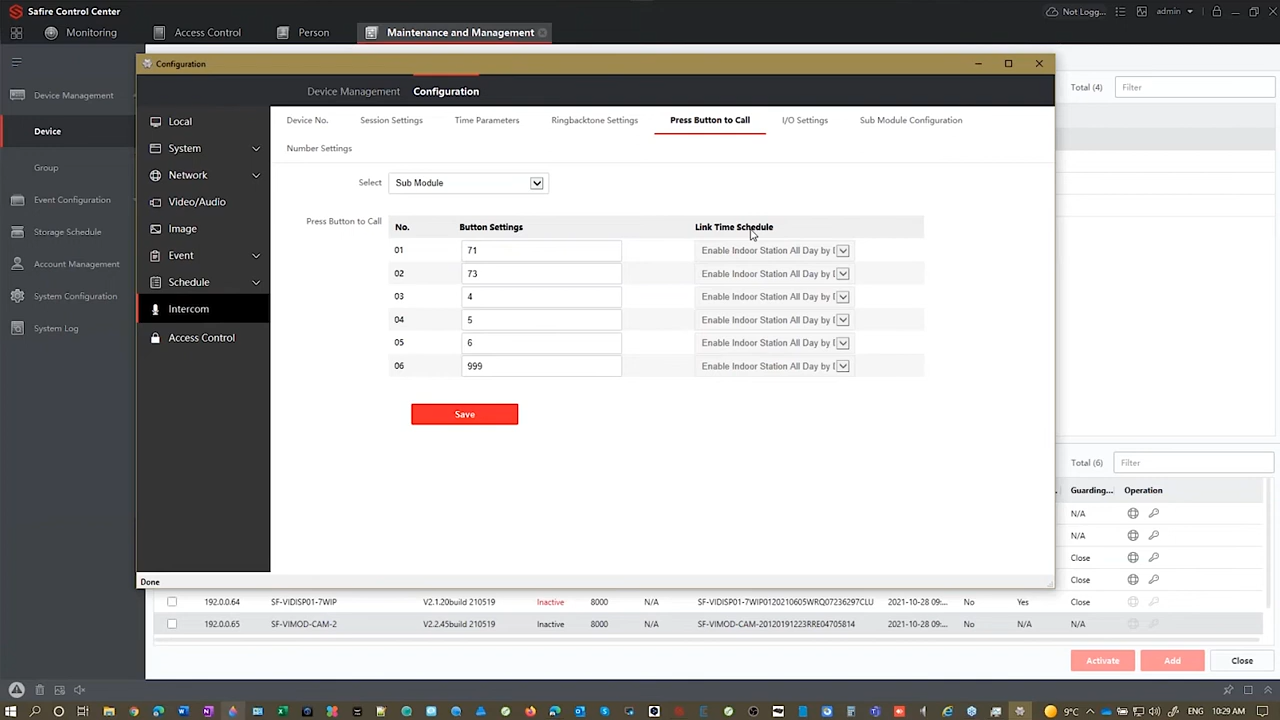 Safire Control Center
Not Logg...
admin
Monitoring
Access Control
Person
Maintenance and Management
Device Management
Device
Group
Event Configuration
Storage Schedule
Account Management
System Configuration
System Log
Total (4)
Filter
Configuration
Device Management
Configuration
Local
System
Network
Video/Audio
Image
Event
Schedule
Intercom
Access Control
Device No.
Session Settings
Time Parameters
Ringbacktone Settings
Press Button to Call
I/O Settings
Sub Module Configuration
Number Settings
Select
Sub Module
Press Button to Call
No.
Button Settings
Link Time Schedule
01
71
Enable Indoor Station All Day by D
02
73
Enable Indoor Station All Day by D
03
4
Enable Indoor Station All Day by D
04
5
Enable Indoor Station All Day by D
05
6
Enable Indoor Station All Day by D
06
999
Enable Indoor Station All Day by D
Save
Done
Total (6)
Filter
Guarding...
Operation
N/A
N/A
Close
Close
192.0.0.64
SF-VIDISP01-7WIP
V2.1.20build 210519
Inactive
8000
N/A
SF-VIDISP01-7WIP0120210605WRQ07236297CLU
2021-10-28 09:...
No
Yes
Close
192.0.0.65
SF-VIMOD-CAM-2
V2.2.45build 210519
Inactive
8000
N/A
SF-VIMOD-CAM-20120191223RRE04705814
2021-10-28 09:...
No
N/A
N/A
Activate
Add
Close
9°C
ENG
10:29 AM